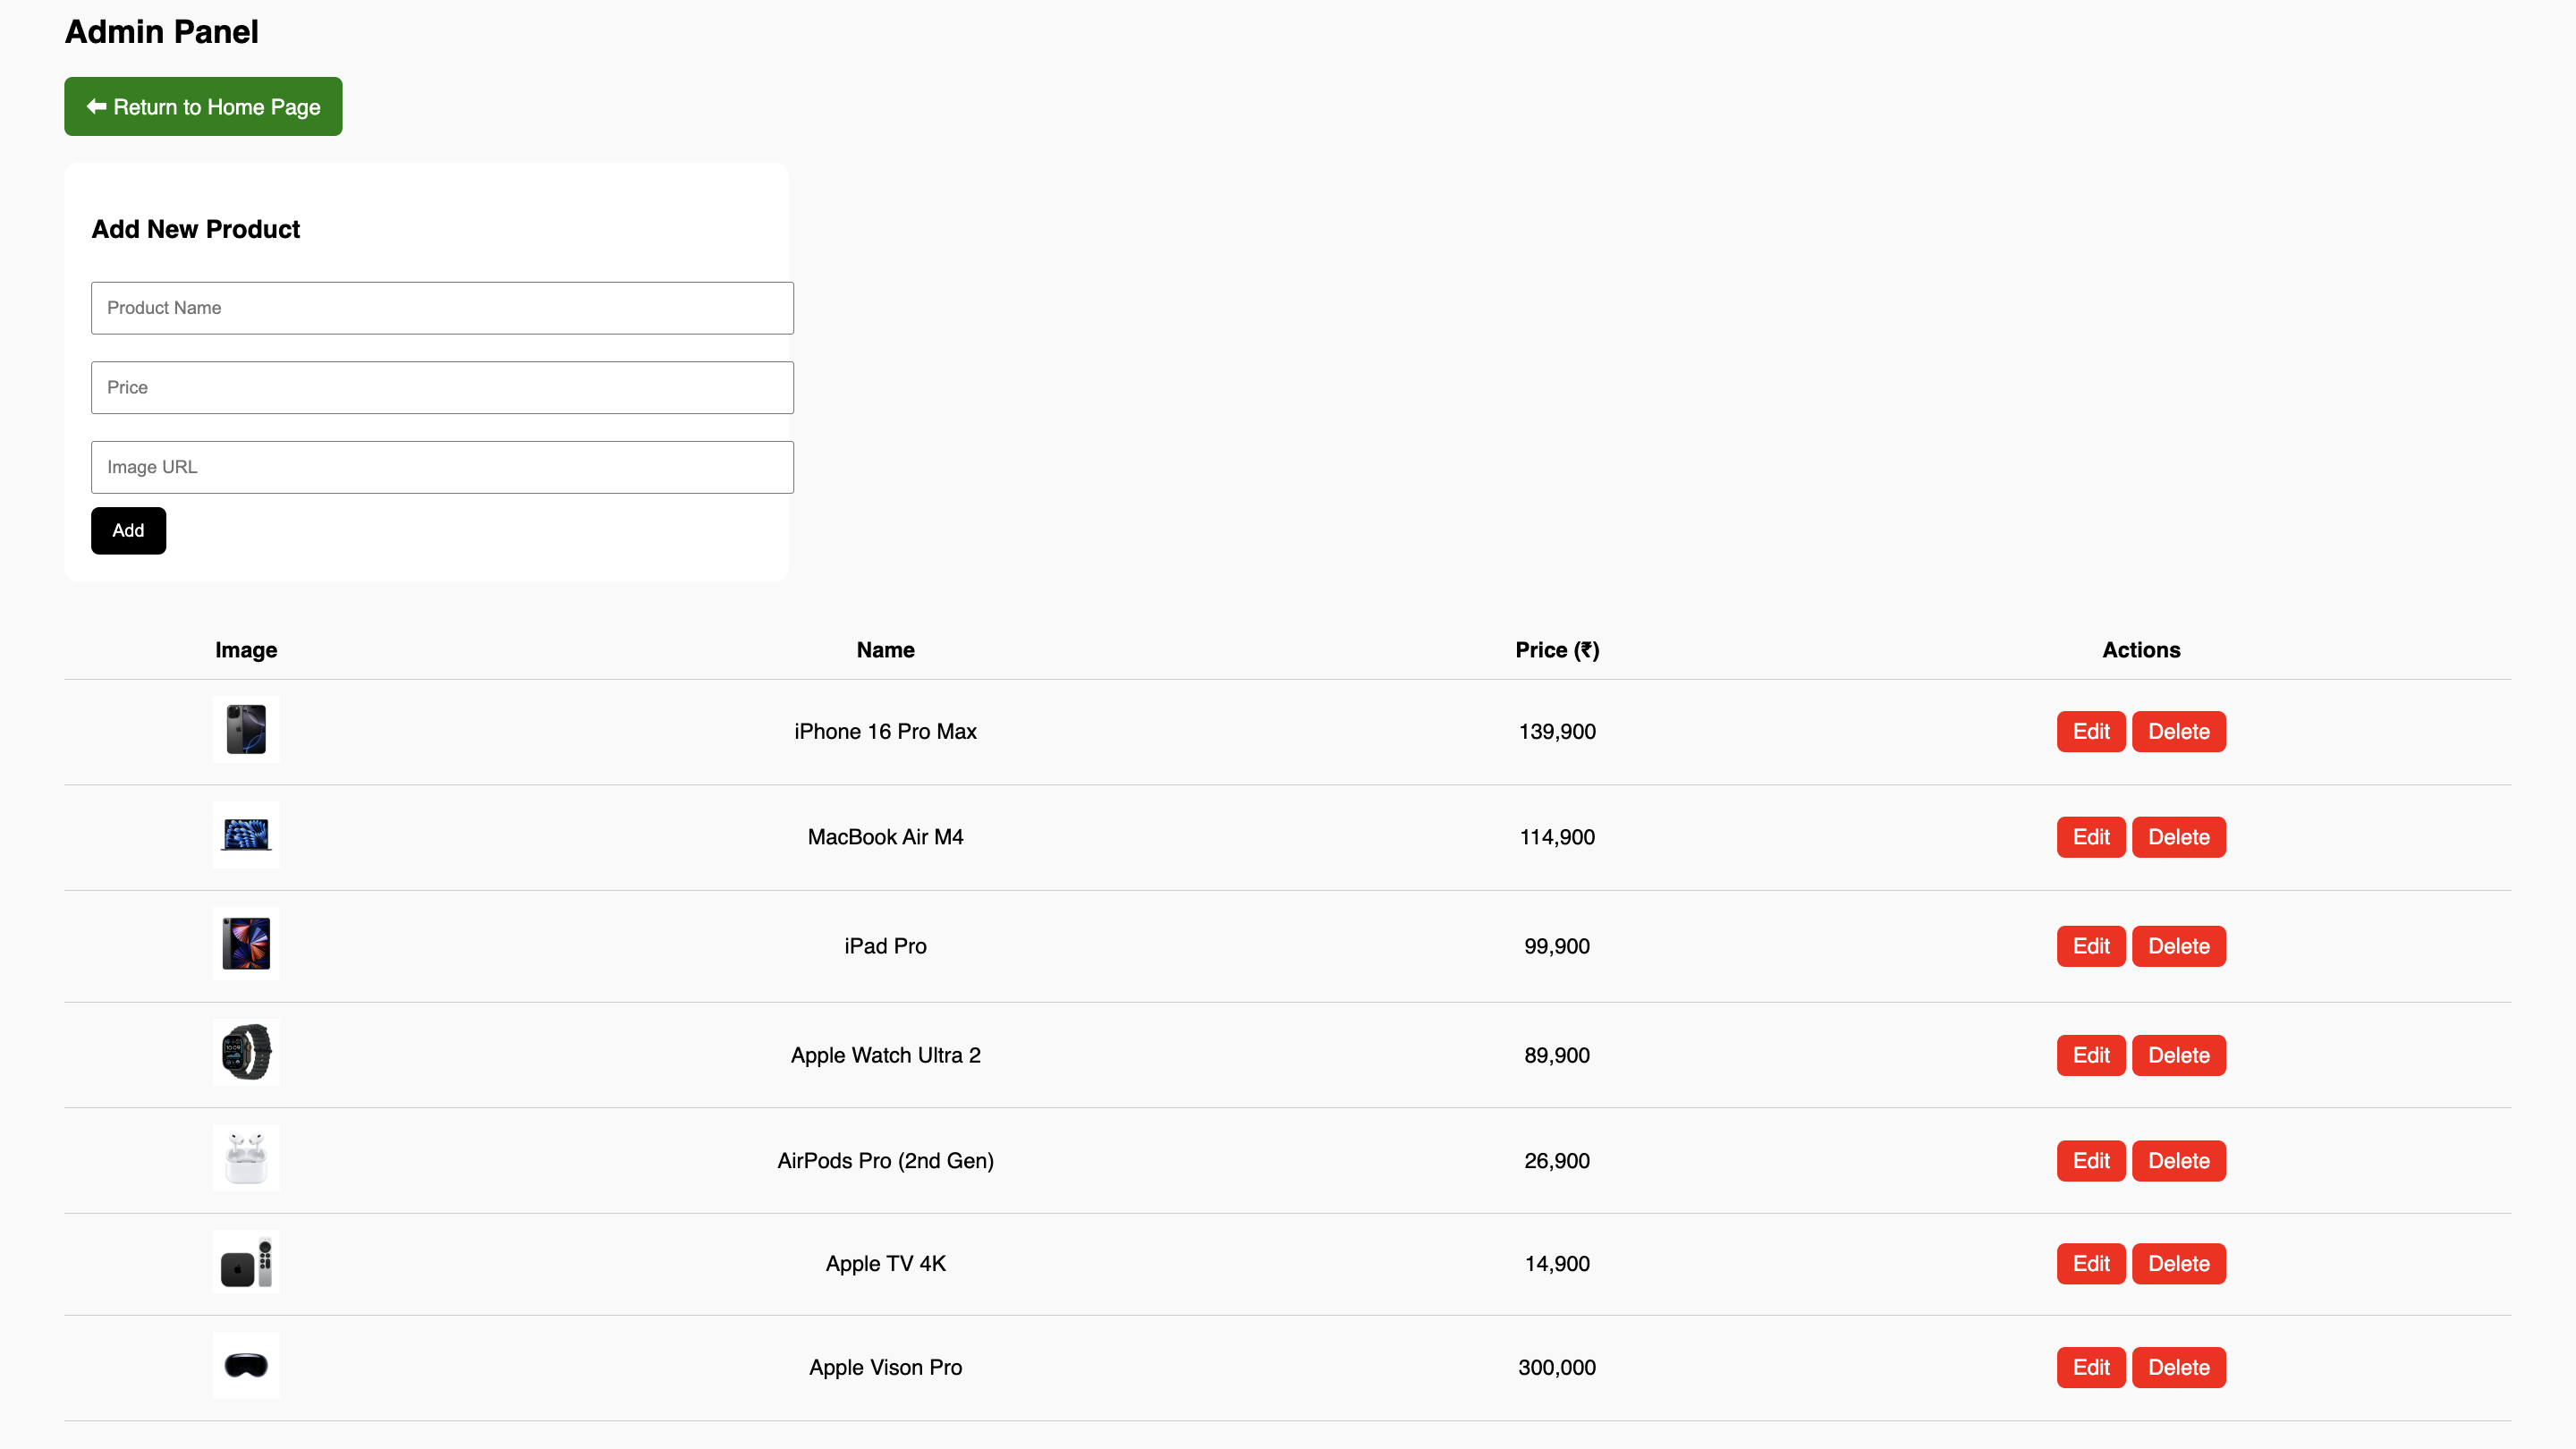 Admin Panel
⬅ Return to Home Page
Add New Product
Product Name
Price
Image URL
Add
Image Name Price (₹) Actions
iPhone 16 Pro Max 139,900 Edit Delete
MacBook Air M4 114,900 Edit Delete
iPad Pro 99,900 Edit Delete
10:09
Apple Watch Ultra 2 89,900 Edit Delete
AirPods Pro (2nd Gen) 26,900 Edit Delete
Apple TV 4K 14,900 Edit Delete
Apple Vison Pro 300,000 Edit Delete